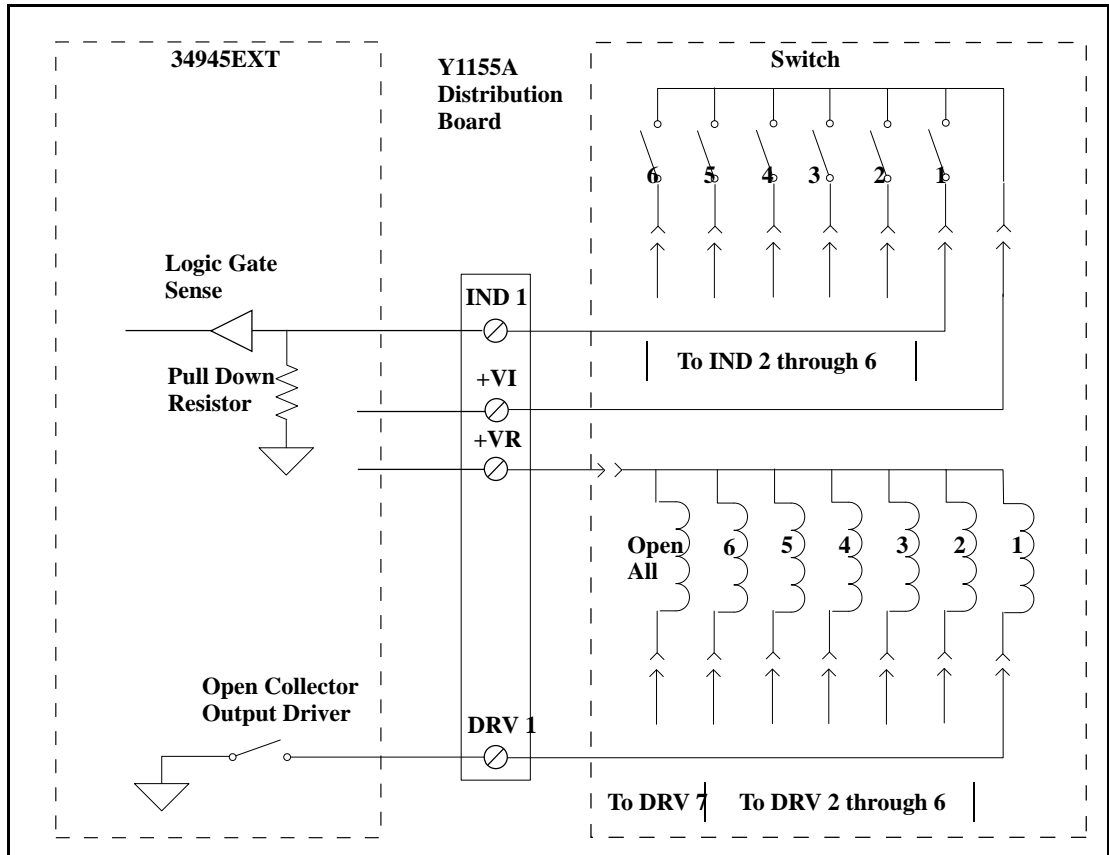 34945EXT
Y1155A
Distribution
Board
Switch
6 5 4 3 2 1
Logic Gate
Sense
IND 1
To IND 2 through 6
Pull Down
Resistor
+VI
+VR
Open
All
6 5 4 3 2 1
Open Collector
Output Driver
DRV 1
To DRV 7
To DRV 2 through 6